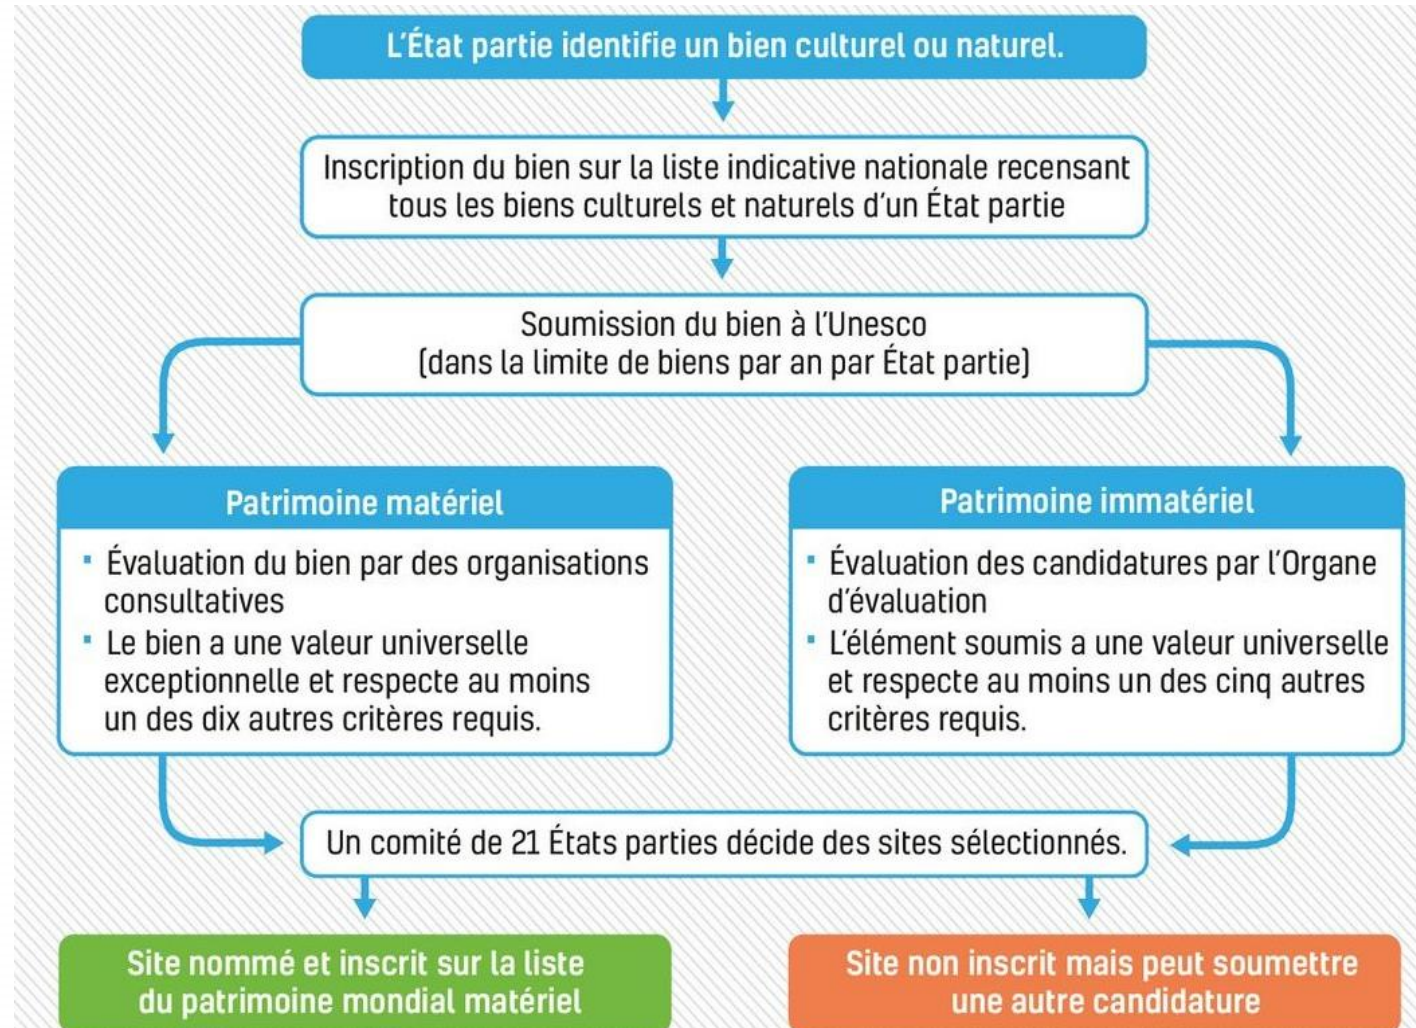 L'État partie identifie un bien culturel ou naturel.
Inscription du bien sur la liste indicative nationale recensant
tous les biens culturels et naturels d'un État partie
Soumission du bien à l'Unesco
(dans la limite de biens par an par État partie)
Patrimoine matériel
▪ Évaluation du bien par des organisations
consultatives
▪ Le bien a une valeur universelle
exceptionnelle et respecte au moins
un des dix autres critères requis.
Patrimoine immatériel
▪ Évaluation des candidatures par l'Organe
d'évaluation
▪ L'élément soumis a une valeur universelle
et respecte au moins un des cinq autres
critères requis.
Un comité de 21 États parties décide des sites sélectionnés.
Site nommé et inscrit sur la liste
du patrimoine mondial matériel
Site non inscrit mais peut soumettre
une autre candidature